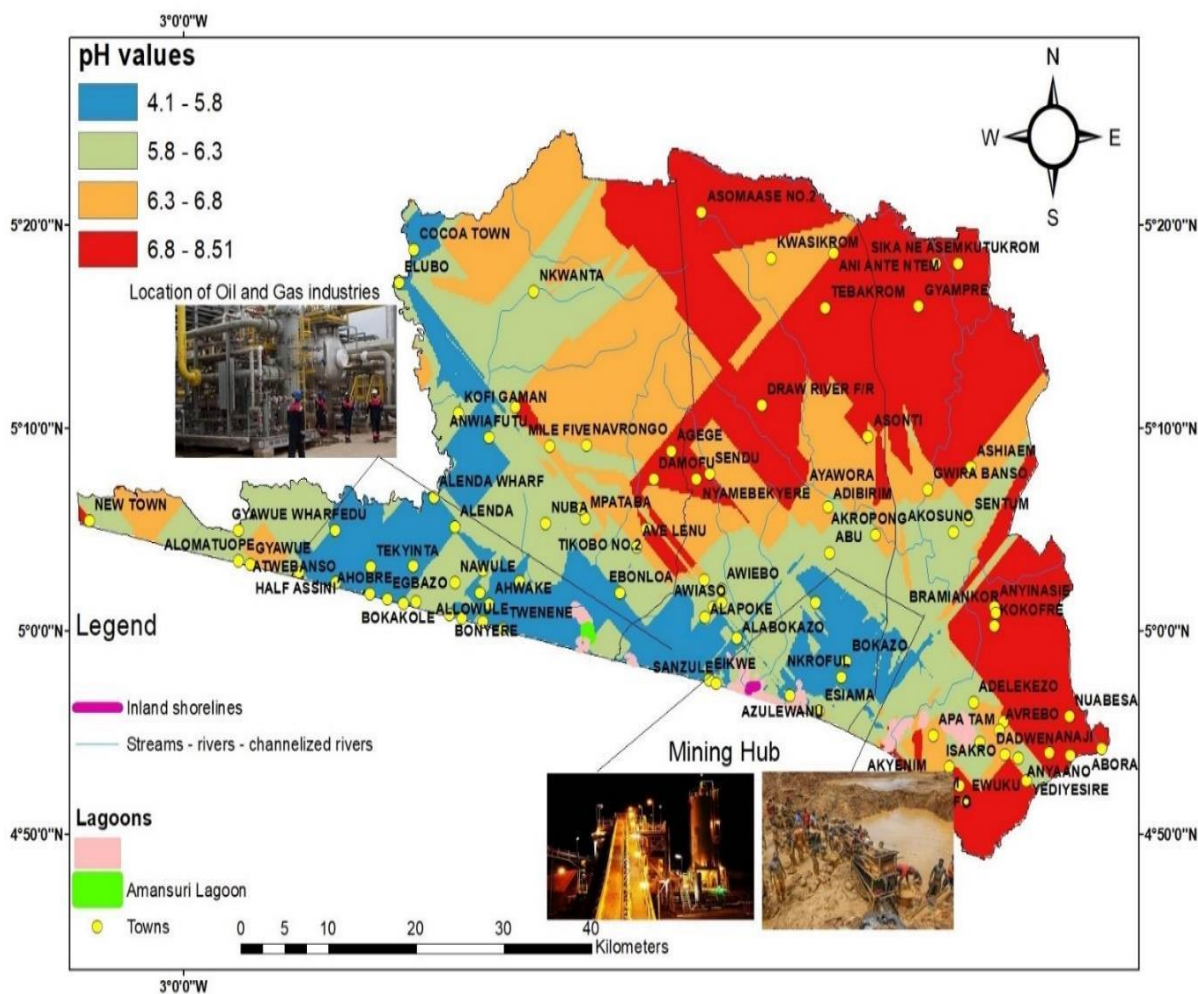 3°0'0"W
pH values
4.1 - 5.8
5.8 - 6.3
6.3 - 6.8
6.8 - 8.51
N
W
E
S
5°20'0"N
5°20'0"N
ASOMAASE NO.2
COCOA TOWN
KWASIKROM
SIKA NE ASEM
KUTUKROM
ANI ANTE NTEM
ELUBO
NKWANTA
TEBAKROM
GYAMPRE
Location of Oil and Gas industries
KOFI GAMAN
DRAW RIVER F/R
5°10'0"N
5°10'0"N
ANWIAFUTU
MILE FIVE
NAVRONGO
AGEGE
ASONTI
DAMOFU
SENDU
ASHIAEM
AYAWORA
GWIRA BANSO
ALENDA WHARF
NYAMEBEKYERE
NEW TOWN
MPATABA
ADIBIRIM
SENTUM
NUBA
GYAWUE WHARF
EDU
ALENDA
AKROPONG
AKOSUNO
AVE LENU
ABU
ALOMATUOPE
GYAWUE
TEKYINTA
TIKOBO NO.2
ATWEBANSO
NAWULE
AWIEBO
HALF ASSINI
AHOBRE
EGBAZO
AHWAKE
EBONLOA
AWIASO
BRAMIANKOR
ANYINASIE
BOKAKOLE
ALLOWULE
TWENENE
ALAPOKE
KOKOFRE
Legend
BONYERE
ALABOKAZO
5°0'0"N
5°0'0"N
BOKAZO
SANZULE
EIKWE
NKROFUL
ADELEKEZO
NUABESA
Inland shorelines
AZULEWANU
ESIAMA
APA TAM
AVREBO
Streams - rivers - channelized rivers
Mining Hub
ISAKRO
DADWEN
ANAJI
AKYENIM
ABORA
EWUKU
ANYAANO
YEDIYESIRE
Lagoons
4°50'0"N
4°50'0"N
Amansuri Lagoon
Towns
0
5
10
20
30
40
Kilometers
3°0'0"W